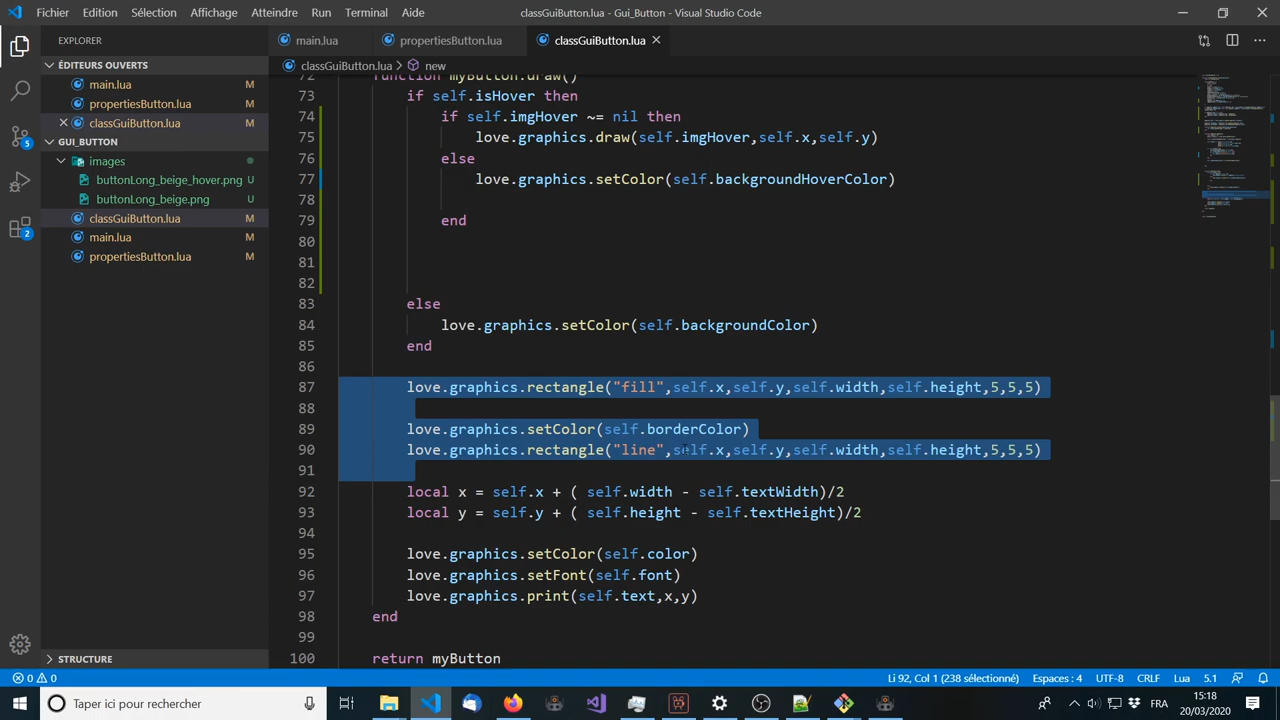 Fichier Edition Sélection Affichage Atteindre Run Terminal Aide classGuiButton.lua - Gui_Button - Visual Studio Code
EXPLORER
main.lua propertiesButton.lua classGuiButton.lua
ÉDITEURS OUVERTS
main.lua M
propertiesButton.lua M
classGuiButton.lua M
GUI_BUTTON
images
buttonLong_beige_hover.png U
buttonLong_beige.png U
classGuiButton.lua M
main.lua M
propertiesButton.lua M
STRUCTURE
5
2
classGuiButton.lua > new
72 function myButton.draw()
73 if self.isHover then
74 if self.imgHover ~= nil then
75 love.graphics.draw(self.imgHover,self.x,self.y)
76 else
77 love.graphics.setColor(self.backgroundHoverColor)
78
79 end
80
81
82
83 else
84 love.graphics.setColor(self.backgroundColor)
85 end
86
87 love.graphics.rectangle("fill",self.x,self.y,self.width,self.height,5,5,5)
88
89 love.graphics.setColor(self.borderColor)
90 love.graphics.rectangle("line",self.x,self.y,self.width,self.height,5,5,5)
91
92 local x = self.x + ( self.width - self.textWidth)/2
93 local y = self.y + ( self.height - self.textHeight)/2
94
95 love.graphics.setColor(self.color)
96 love.graphics.setFont(self.font)
97 love.graphics.print(self.text,x,y)
98 end
99
100 return myButton
0 0 Li 92, Col 1 (238 sélectionné) Espaces : 4 UTF-8 CRLF Lua 5.1
Taper ici pour rechercher FRA 15:18
20/03/2020